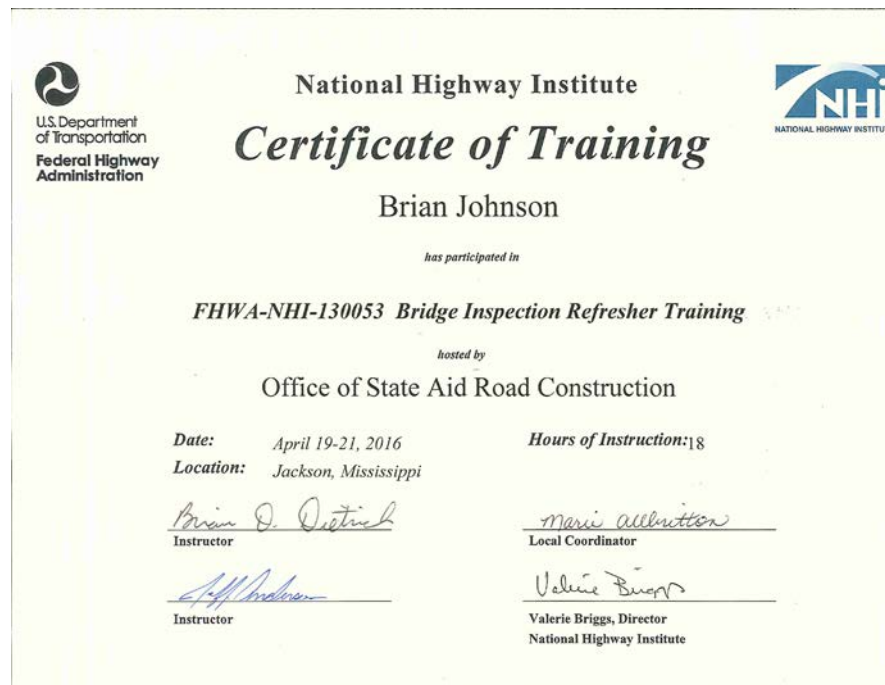 U.S. Department
of Transportation
Federal Highway
Administration
National Highway Institute
NHi
NATIONAL HIGHWAY INSTITU
Certificate of Training
Brian Johnson
has participated in
FHWA-NHI-130053 Bridge Inspection Refresher Training
hosted by
Office of State Aid Road Construction
Date: April 19-21, 2016
Location: Jackson, Mississippi
Hours of Instruction:18
Brian D. Dietrich
Instructor
Marie Allbritton
Local Coordinator
Jeff Anderson
Instructor
Valerie Briggs
Valerie Briggs, Director
National Highway Institute